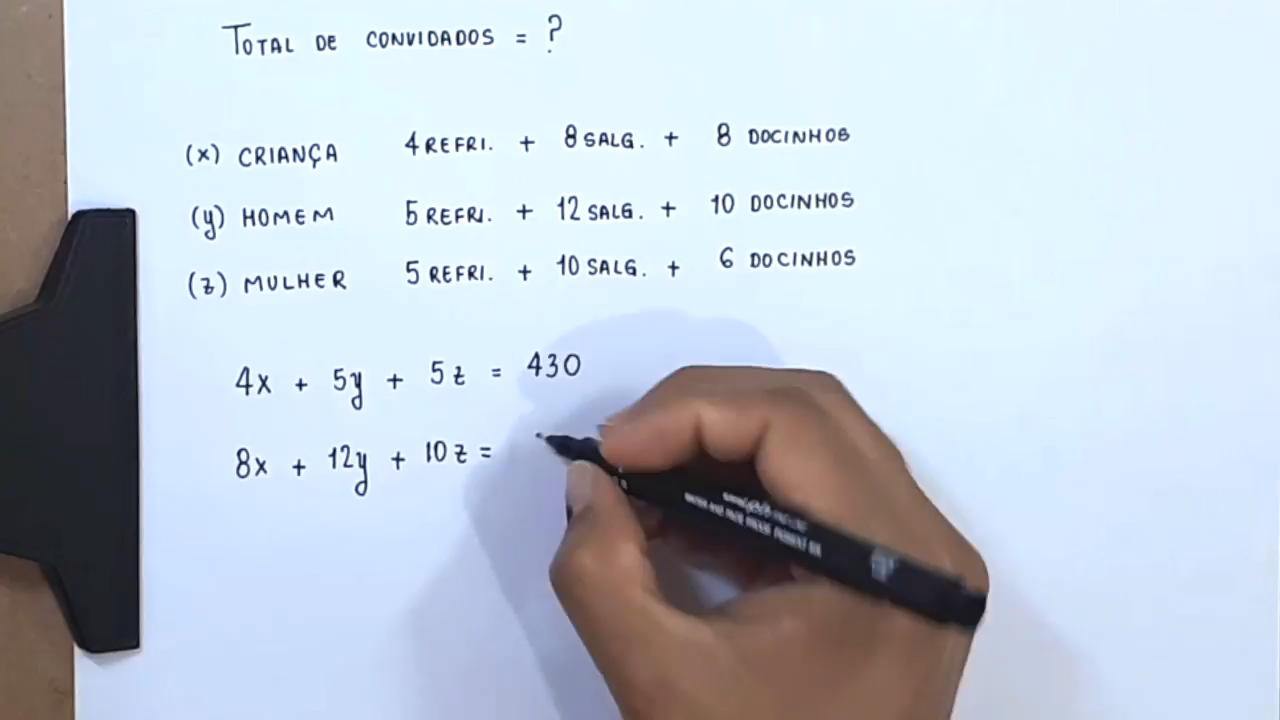 TOTAL DE CONVIDADOS = ?
(x) CRIANÇA 4 REFRI. + 8 SALG. + 8 DOCINHOS
(y) HOMEM 5 REFRI. + 12 SALG. + 10 DOCINHOS
(z) MULHER 5 REFRI. + 10 SALG. + 6 DOCINHOS
4x + 5y + 5z = 430
8x + 12y + 10z =